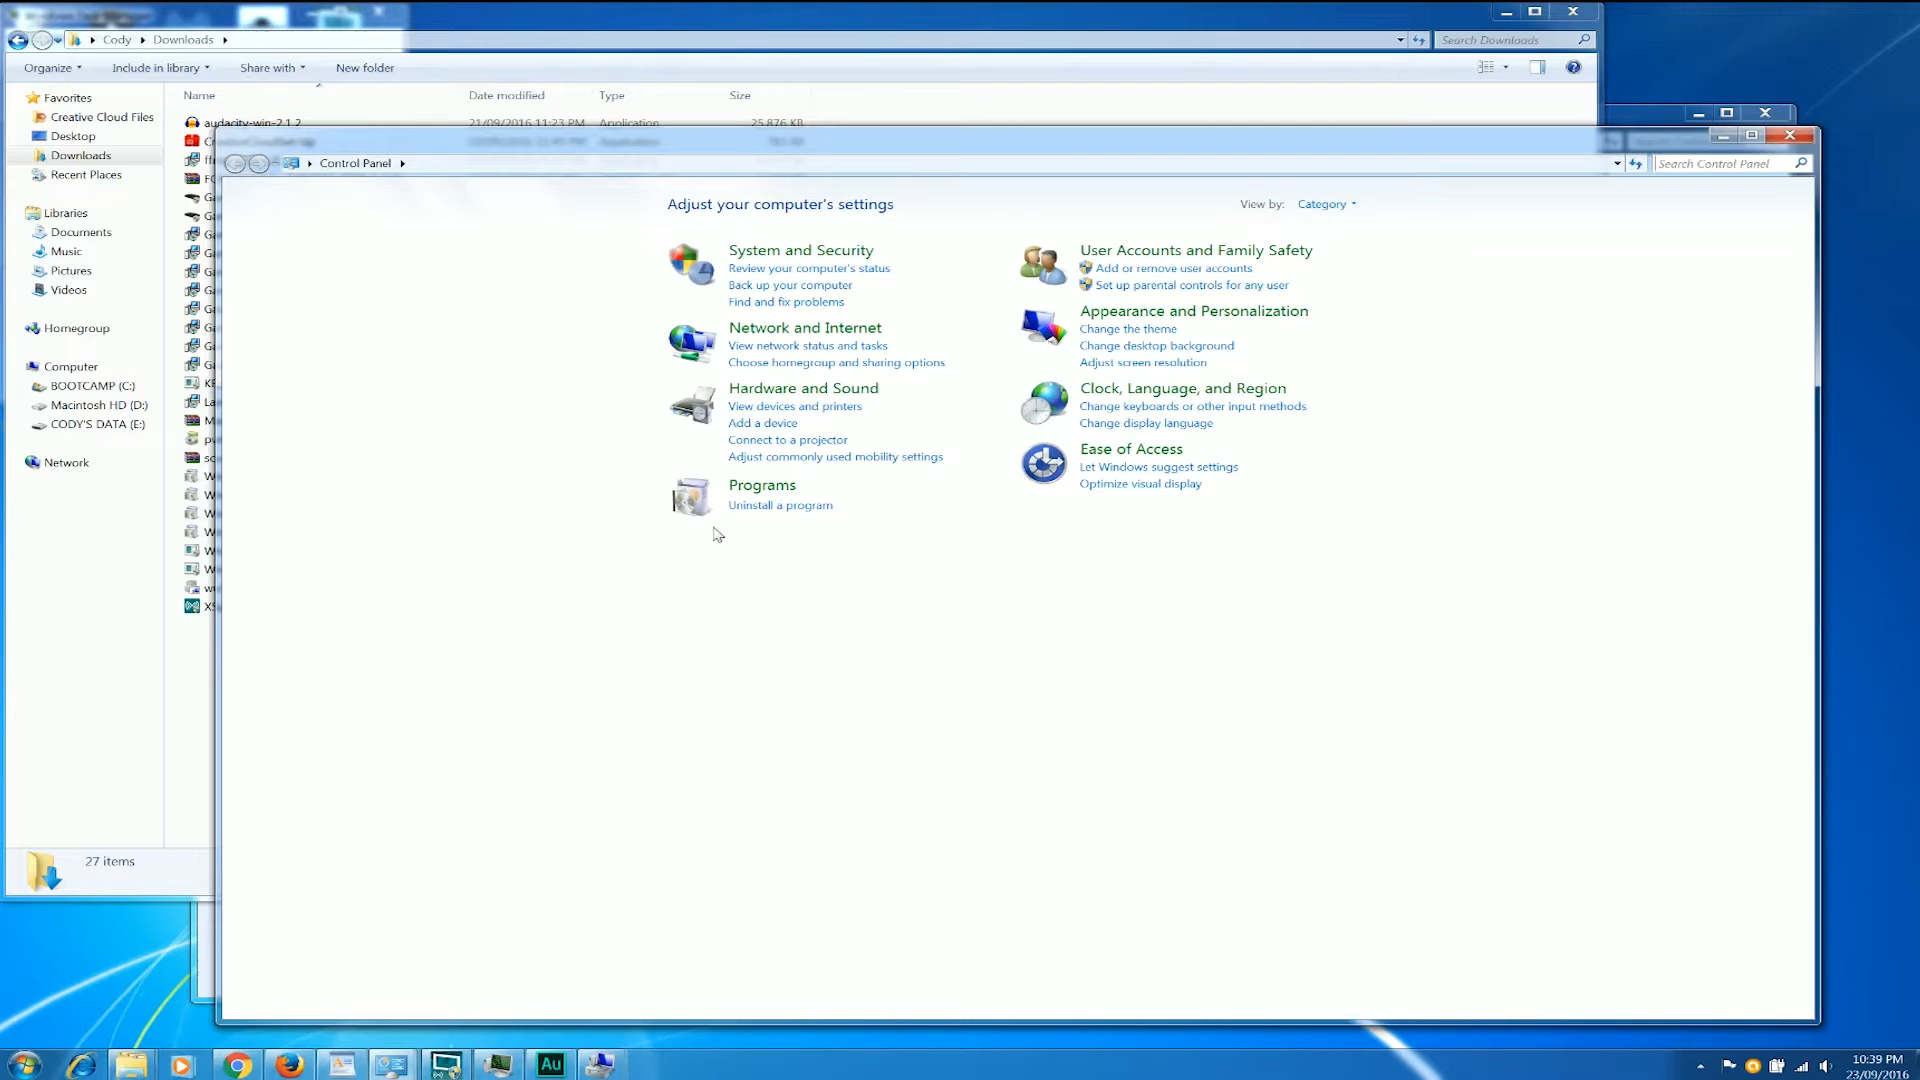 Cody Downloads
Search Downloads
Organize Include in library Share with New folder
Name Date modified Type Size
Favorites
Creative Cloud Files
Desktop
Downloads
Recent Places
Libraries
Documents
Music
Pictures
Videos
Homegroup
Computer
BOOTCAMP (C:)
Macintosh HD (D:)
CODY'S DATA (E:)
Network
audacity-win-2.1.2 21/09/2016 11:23 PM Application 25,876 KB
27 items
Control Panel
Search Control Panel
Adjust your computer's settings
View by: Category
System and Security
Review your computer's status
Back up your computer
Find and fix problems
Network and Internet
View network status and tasks
Choose homegroup and sharing options
Hardware and Sound
View devices and printers
Add a device
Connect to a projector
Adjust commonly used mobility settings
Programs
Uninstall a program
User Accounts and Family Safety
Add or remove user accounts
Set up parental controls for any user
Appearance and Personalization
Change the theme
Change desktop background
Adjust screen resolution
Clock, Language, and Region
Change keyboards or other input methods
Change display language
Ease of Access
Let Windows suggest settings
Optimize visual display
Au
10:39 PM
23/09/2016